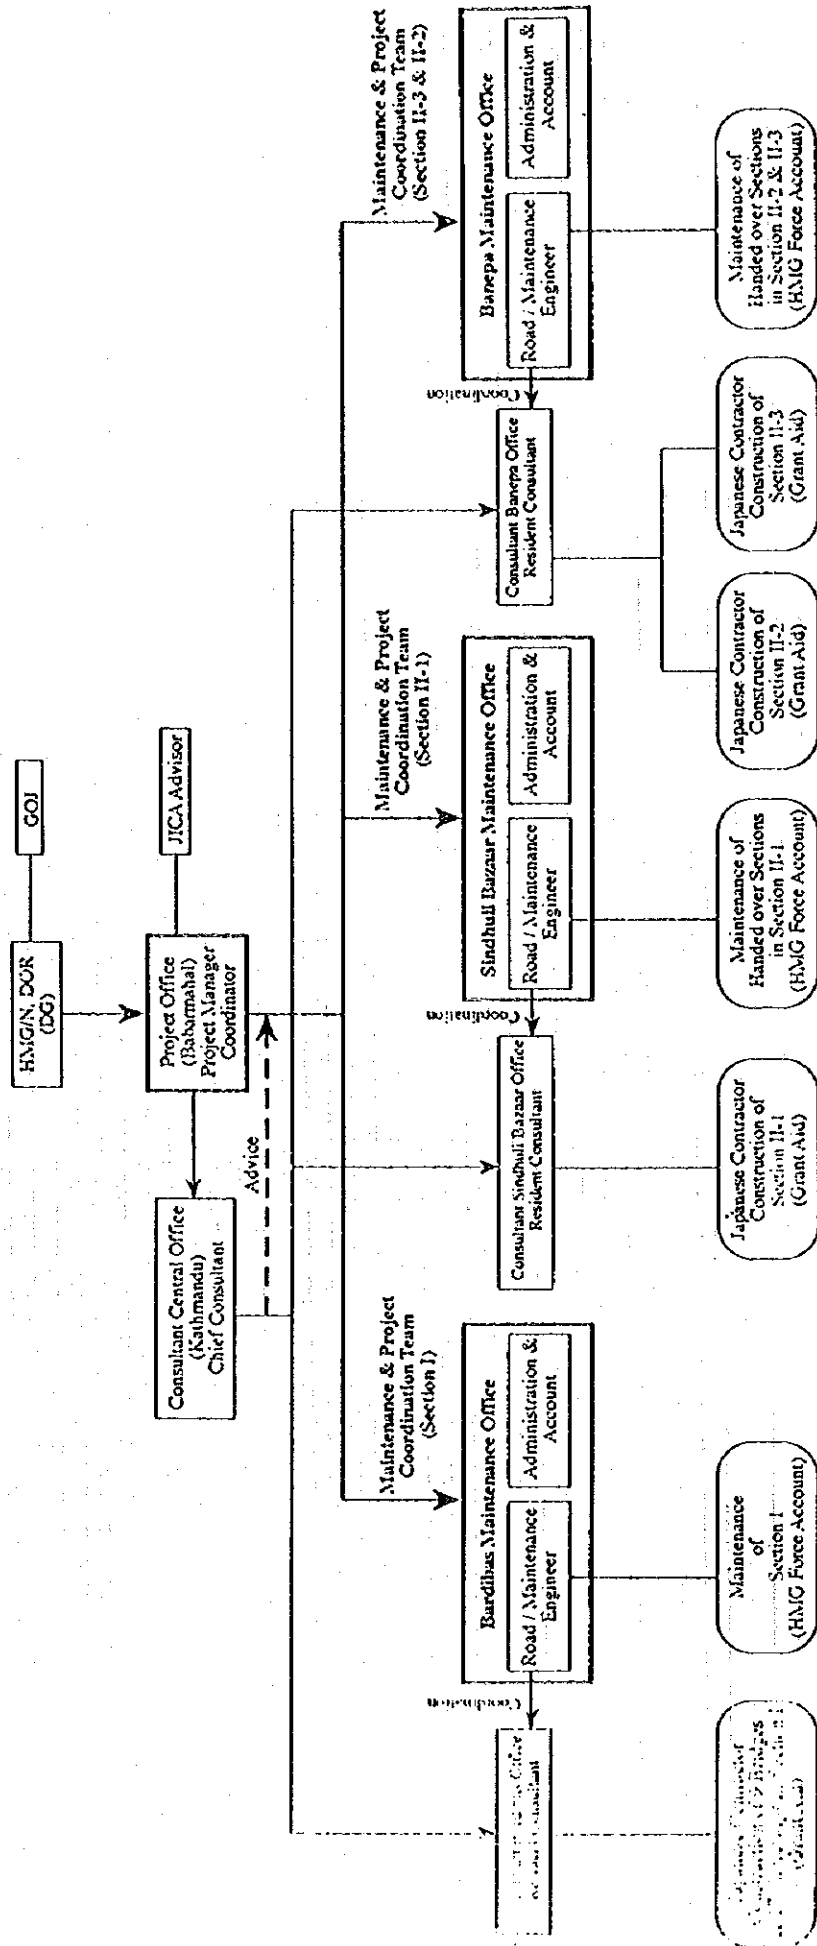 GOJ
HMG/N, DOR
(DG)
JICA Advisor
Project Office
(Babarmahal)
Project Manager
Coordinator
Consultant Central Office
(Kathmandu)
Chief Consultant
Advice
Maintenance & Project
Coordination Team
(Section I)
Maintenance & Project
Coordination Team
(Section II-1)
Maintenance & Project
Coordination Team
(Section II-3 & II-2)
Bardibas Maintenance Office
Road / Maintenance
Engineer
Administration &
Account
Coordination
Office
Consultant
Sindhuli Bazaar Maintenance Office
Road / Maintenance
Engineer
Administration &
Account
Coordination
Consultant Sindhuli Bazaar Office
Resident Consultant
Banepa Maintenance Office
Road / Maintenance
Engineer
Administration &
Account
Coordination
Consultant Banepa Office
Resident Consultant
Bridges
Maintenance
of
Section I
(HMG Force Account)
Japanese Contractor
Construction of
Section II-1
(Grant Aid)
Maintenance of
Handed over Sections
in Section II-1
(HMG Force Account)
Japanese Contractor
Construction of
Section II-2
(Grant Aid)
Japanese Contractor
Construction of
Section II-3
(Grant Aid)
Maintenance of
Handed over Sections
in Section II-2 & II-3
(HMG Force Account)